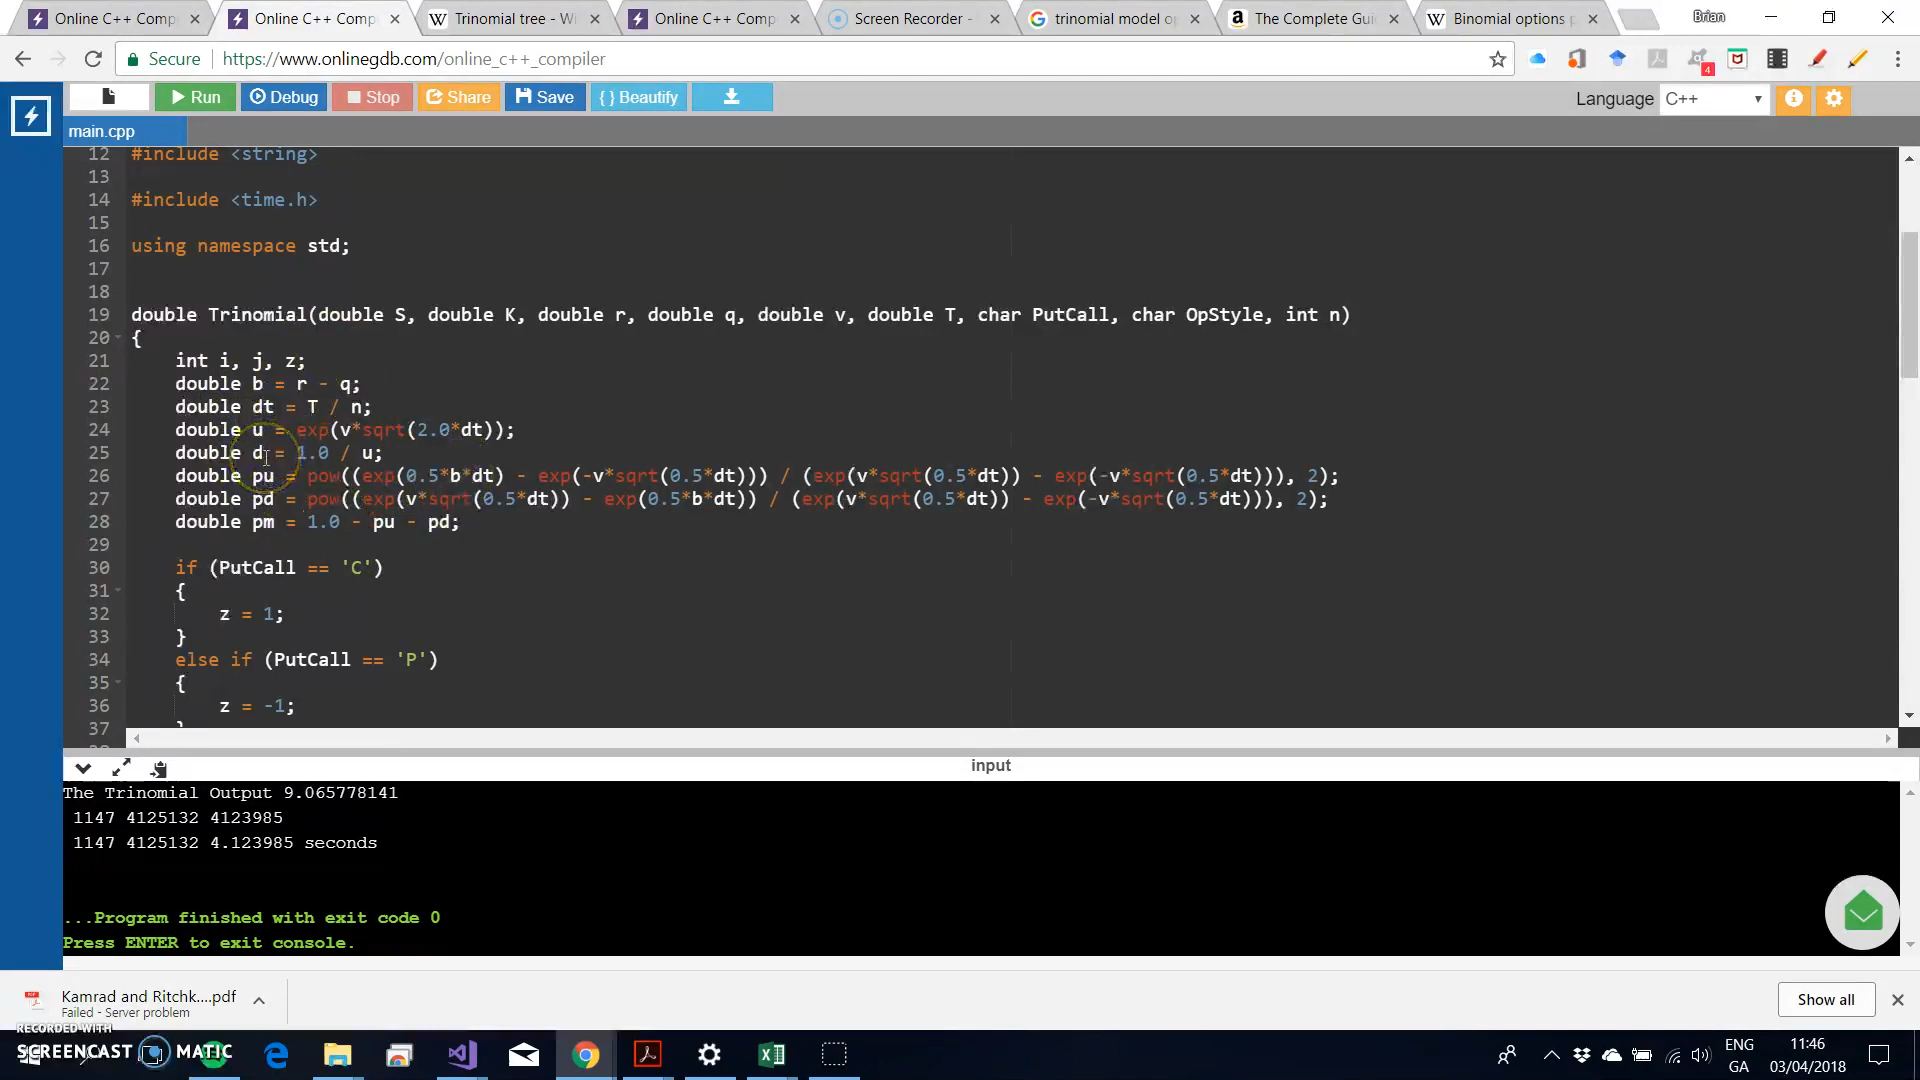 Online C++ Comp
Online C++ Comp
Trinomial tree - Wi
Online C++ Comp
Screen Recorder -
trinomial model op
The Complete Gui
Binomial options p
Brian
Secure
https://www.onlinegdb.com/online_c++_compiler
4
Run
Debug
Stop
Share
Save
{ } Beautify
Language
C++
main.cpp
12 #include <string>
13
14 #include <time.h>
15
16 using namespace std;
17
18
19 double Trinomial(double S, double K, double r, double q, double v, double T, char PutCall, char OpStyle, int n)
20 {
21 int i, j, z;
22 double b = r - q;
23 double dt = T / n;
24 double u = exp(v*sqrt(2.0*dt));
25 double d = 1.0 / u;
26 double pu = pow((exp(0.5*b*dt) - exp(-v*sqrt(0.5*dt))) / (exp(v*sqrt(0.5*dt)) - exp(-v*sqrt(0.5*dt))), 2);
27 double pd = pow((exp(v*sqrt(0.5*dt)) - exp(0.5*b*dt)) / (exp(v*sqrt(0.5*dt)) - exp(-v*sqrt(0.5*dt))), 2);
28 double pm = 1.0 - pu - pd;
29
30 if (PutCall == 'C')
31 {
32 z = 1;
33 }
34 else if (PutCall == 'P')
35 {
36 z = -1;
37 }
input
The Trinomial Output 9.065778141
1147 4125132 4123985
1147 4125132 4.123985 seconds
...Program finished with exit code 0
Press ENTER to exit console.
Kamrad and Ritchk....pdf
Failed - Server problem
Show all
RECORDED WITH
SCREENCAST MATIC
ENG
GA
11:46
03/04/2018